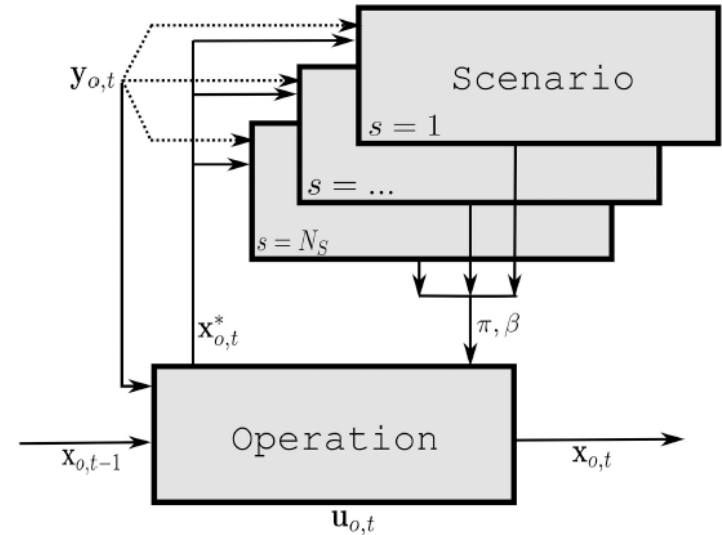 Scenario
y_{o,t}
s = 1
s = ...
s = N_S
π, β
x^*_{o,t}
Operation
x_{o,t−1}
x_{o,t}
u_{o,t}